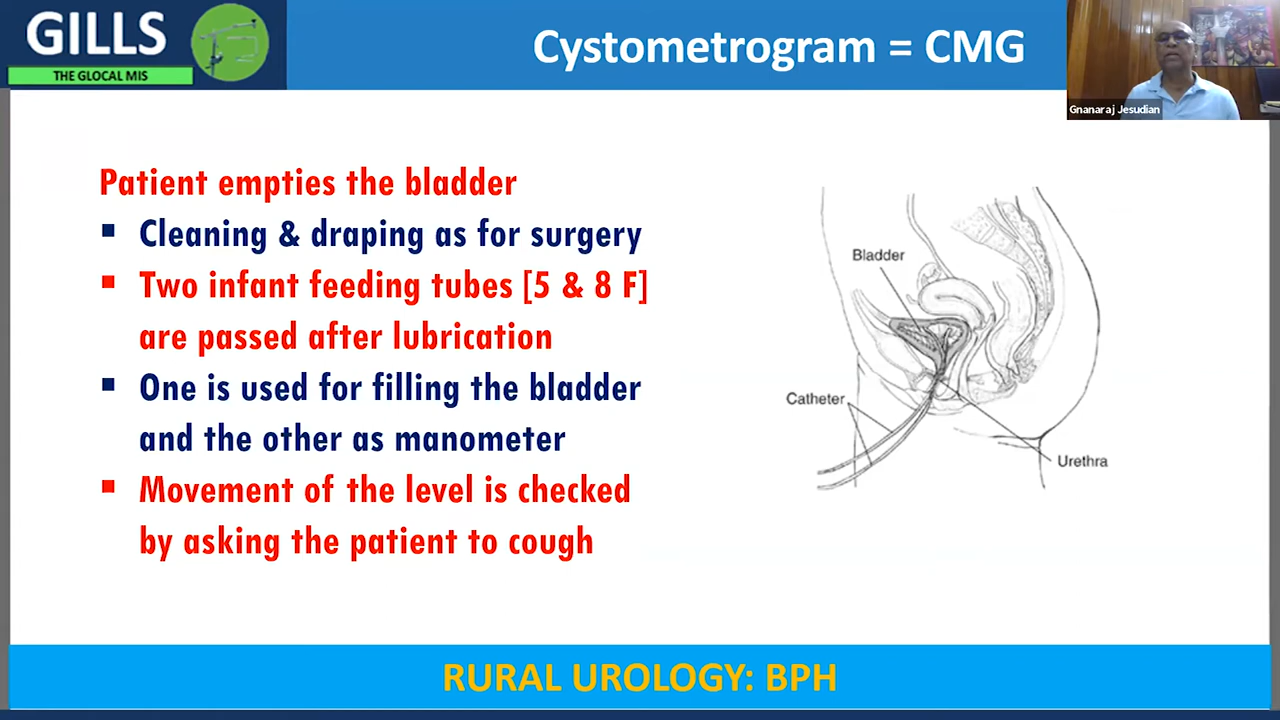 GILLS
THE GLOCAL MIS
Cystometrogram = CMG
Gnanaraj Jesudian
Patient empties the bladder
▪ Cleaning & draping as for surgery
▪ Two infant feeding tubes [5 & 8 F]
are passed after lubrication
▪ One is used for filling the bladder
and the other as manometer
▪ Movement of the level is checked
by asking the patient to cough
Bladder
Catheter
Urethra
RURAL UROLOGY: BPH